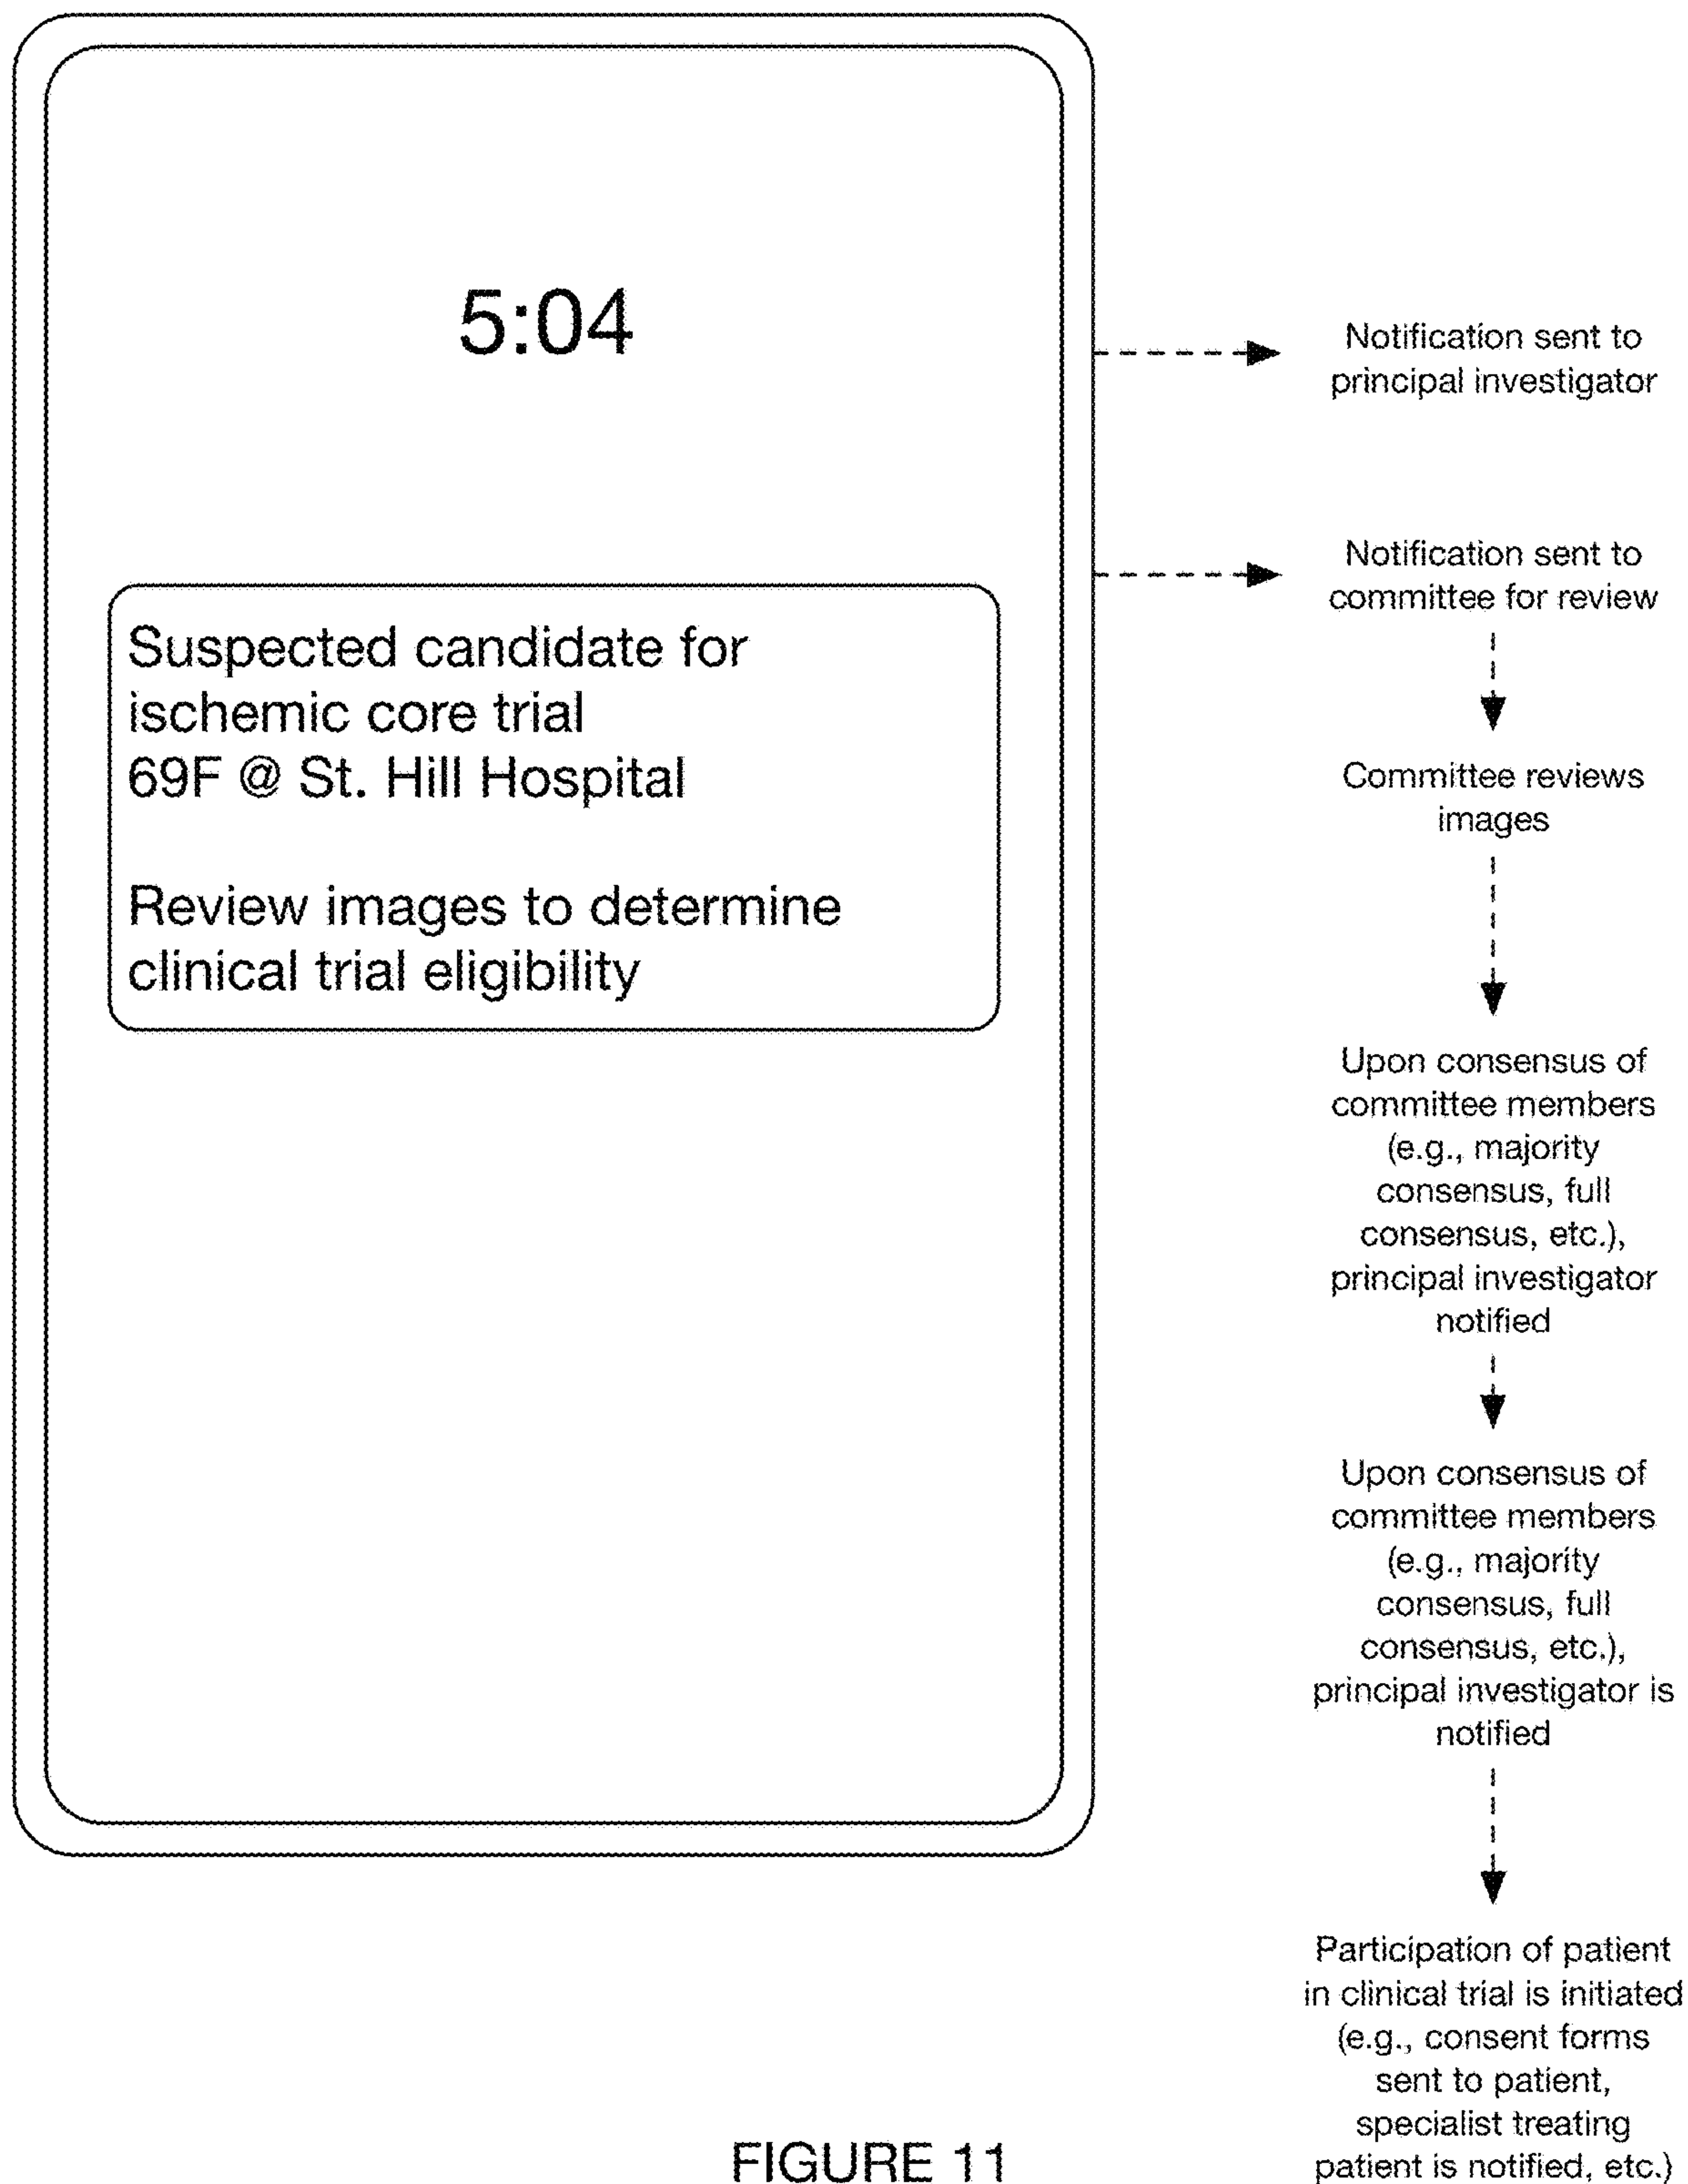 5:04
Suspected candidate for
ischemic core trial
69F @ St. Hill Hospital
Review images to determine
clinical trial eligibility
Notification sent to
principal investigator
Notification sent to
committee for review
Committee reviews
images
Upon consensus of
committee members
(e.g., majority
consensus, full
consensus, etc.),
principal investigator
notified
Upon consensus of
committee members
(e.g., majority
consensus, full
consensus, etc.),
principal investigator is
notified
Participation of patient
in clinical trial is initiated
(e.g., consent forms
sent to patient,
specialist treating
patient is notified, etc.)
FIGURE 11